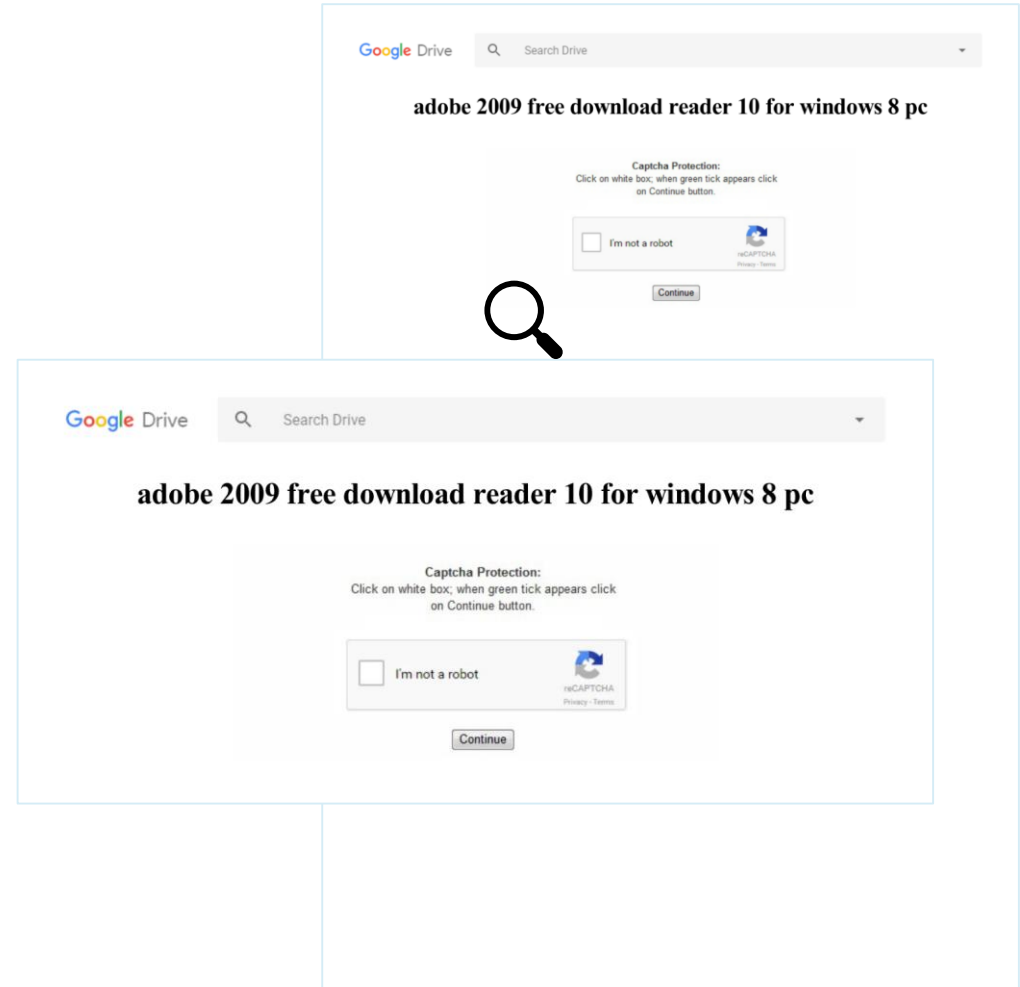 Google Drive Search Drive
adobe 2009 free download reader 10 for windows 8 pc
Captcha Protection:
Click on white box; when green tick appears click
on Continue button.
I'm not a robot
reCAPTCHA
Privacy - Terms
Continue
Google Drive Search Drive
adobe 2009 free download reader 10 for windows 8 pc
Captcha Protection:
Click on white box; when green tick appears click
on Continue button.
I'm not a robot
reCAPTCHA
Privacy - Terms
Continue